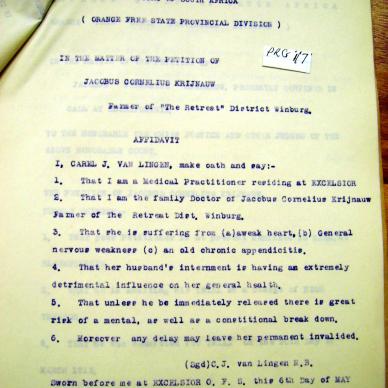 SOUTH AFRICA
( ORANGE FREE STATE PROVINCIAL DIVISION )
PRG 1/7
IN THE MATTER OF THE PETITION OF
JACOBUS CORNELIUS KRIJNAUW
Farmer of "The Retreat" District Winburg.
AFFIDAVIT
I, CAREL J. VAN LINGEN, make oath and say:-
1. That I am a Medical Practitioner residing at EXCELSIOR
2. That I am the family Doctor of Jacobus Cornelius Krijnauw
Farmer of The Retreat Dist. Winburg.
3. That she is suffering from (a)aweak heart,(b) General
nervous weakness (c) an old chronic appendicitis.
4. That her husband's internment is having an extremely
detrimental influence on her general health.
5. That unless he be immediately released there is great
risk of a mental, as well as a constitional break down.
6. Moreover any delay may leave her permanent invalided.
(Sgd)C.J. van Lingen M.B.
Sworn before me at EXCELSIOR O.F.S. this 6th Day of MAY